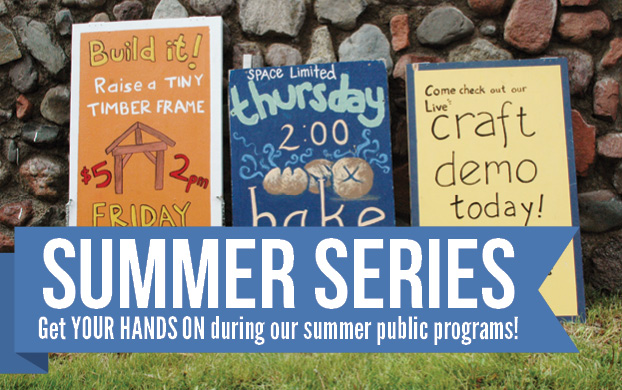 Build it!
Raise a TINY
TIMBER FRAME
$5
2pm
FRIDAY
SPACE Limited
thursday
2:00
bake
Come check out our
Live
craft
demo
today!
SUMMER SERIES
Get YOUR HANDS ON during our summer public programs!